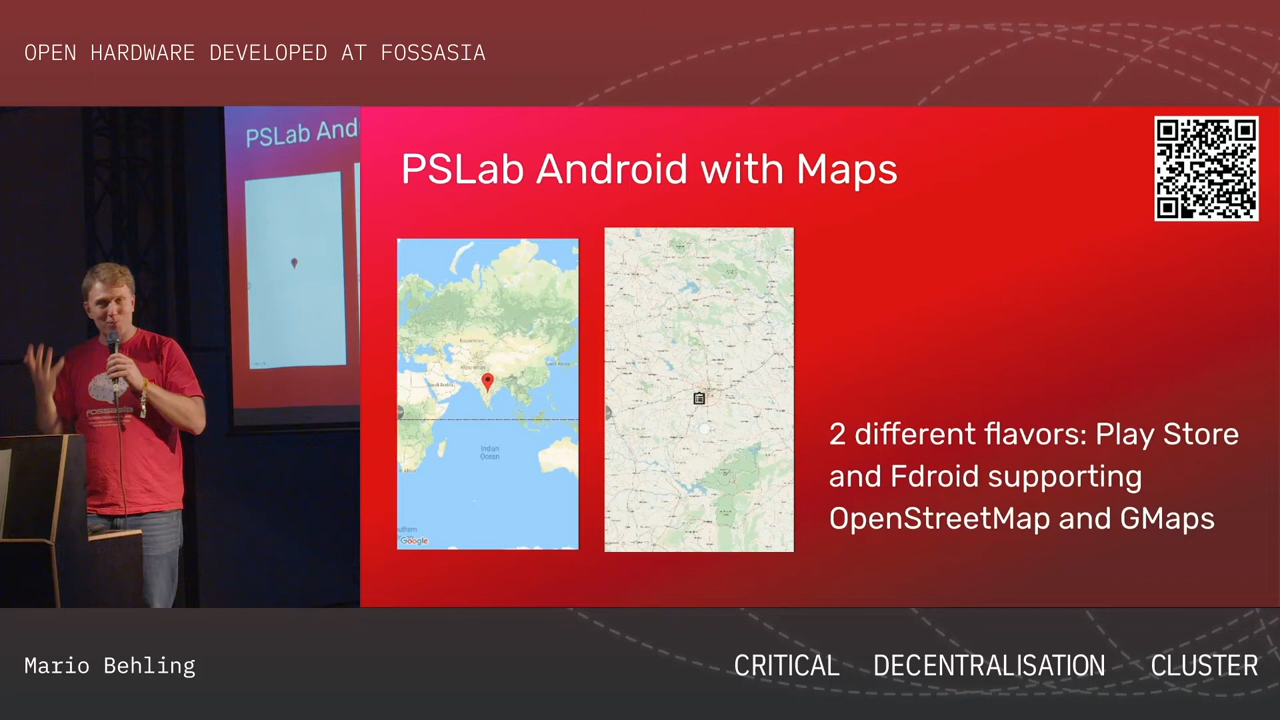 OPEN HARDWARE DEVELOPED AT FOSSASIA
PSLab And
FOSSASIA
PSLab Android with Maps
Indian
Ocean
Google
2 different flavors: Play Store
and Fdroid supporting
OpenStreetMap and GMaps
Mario Behling
CRITICAL DECENTRALISATION CLUSTER